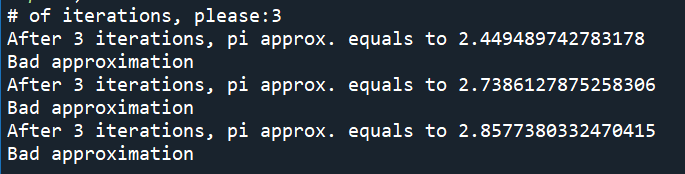 # of iterations, please:3
After 3 iterations, pi approx. equals to 2.449489742783178
Bad approximation
After 3 iterations, pi approx. equals to 2.7386127875258306
Bad approximation
After 3 iterations, pi approx. equals to 2.8577380332470415
Bad approximation